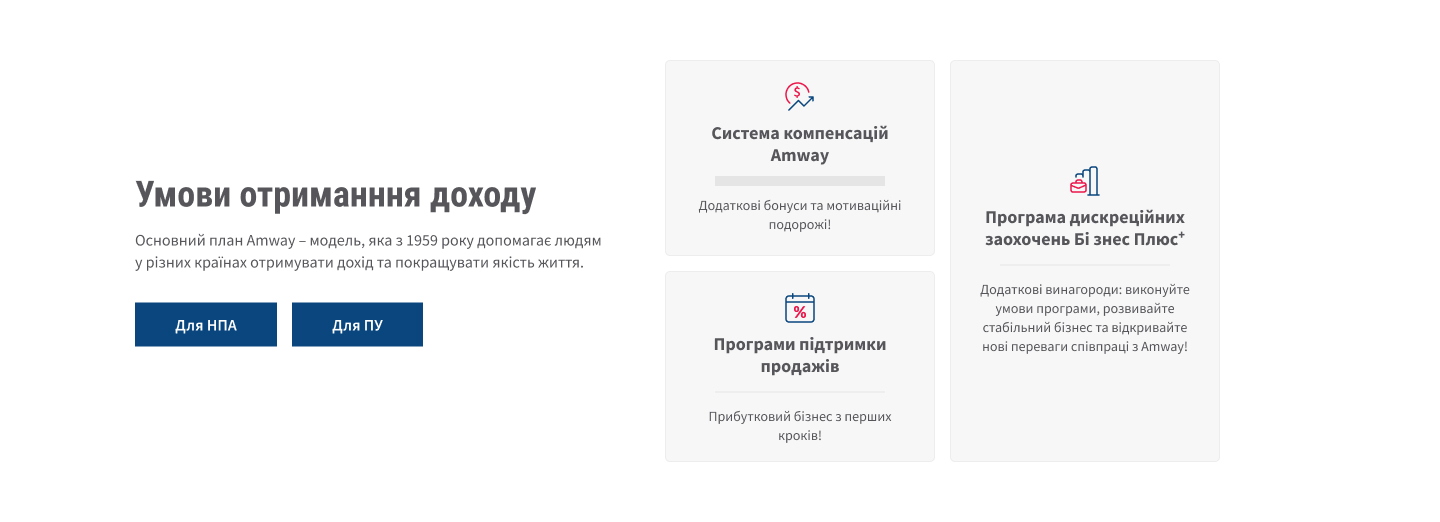 Умови отриманння доходу
Основний план Amway – модель, яка з 1959 року допомагає людям
у різних країнах отримувати дохід та покращувати якість життя.
Для НПА
Для ПУ
Система компенсацій
Amway
Додаткові бонуси та мотиваційні
подорожі!
Програми підтримки
продажів
Прибутковий бізнес з перших
кроків!
Програма дискреційних
заохочень Бі знес Плюс⁺
Додаткові винагороди: виконуйте
умови програми, розвивайте
стабільний бізнес та відкривайте
нові переваги співпраці з Amway!